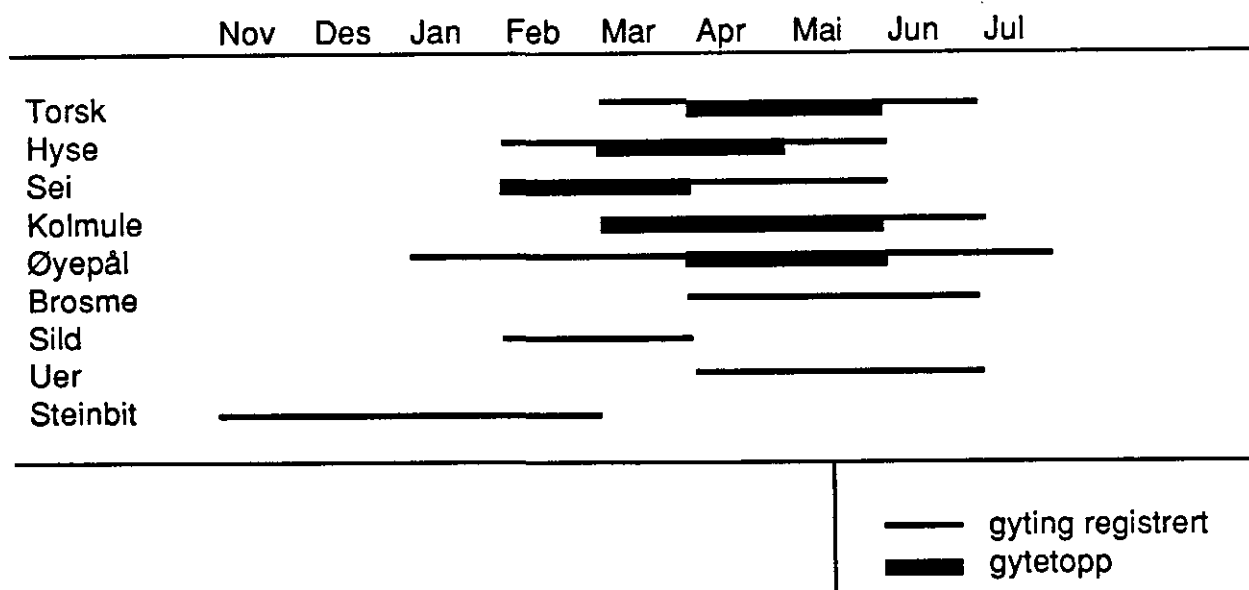 Nov Des Jan Feb Mar Apr Mai Jun Jul
Torsk
Hyse
Sei
Kolmule
Øyepål
Brosme
Sild
Uer
Steinbit
gyting registrert
gytetopp